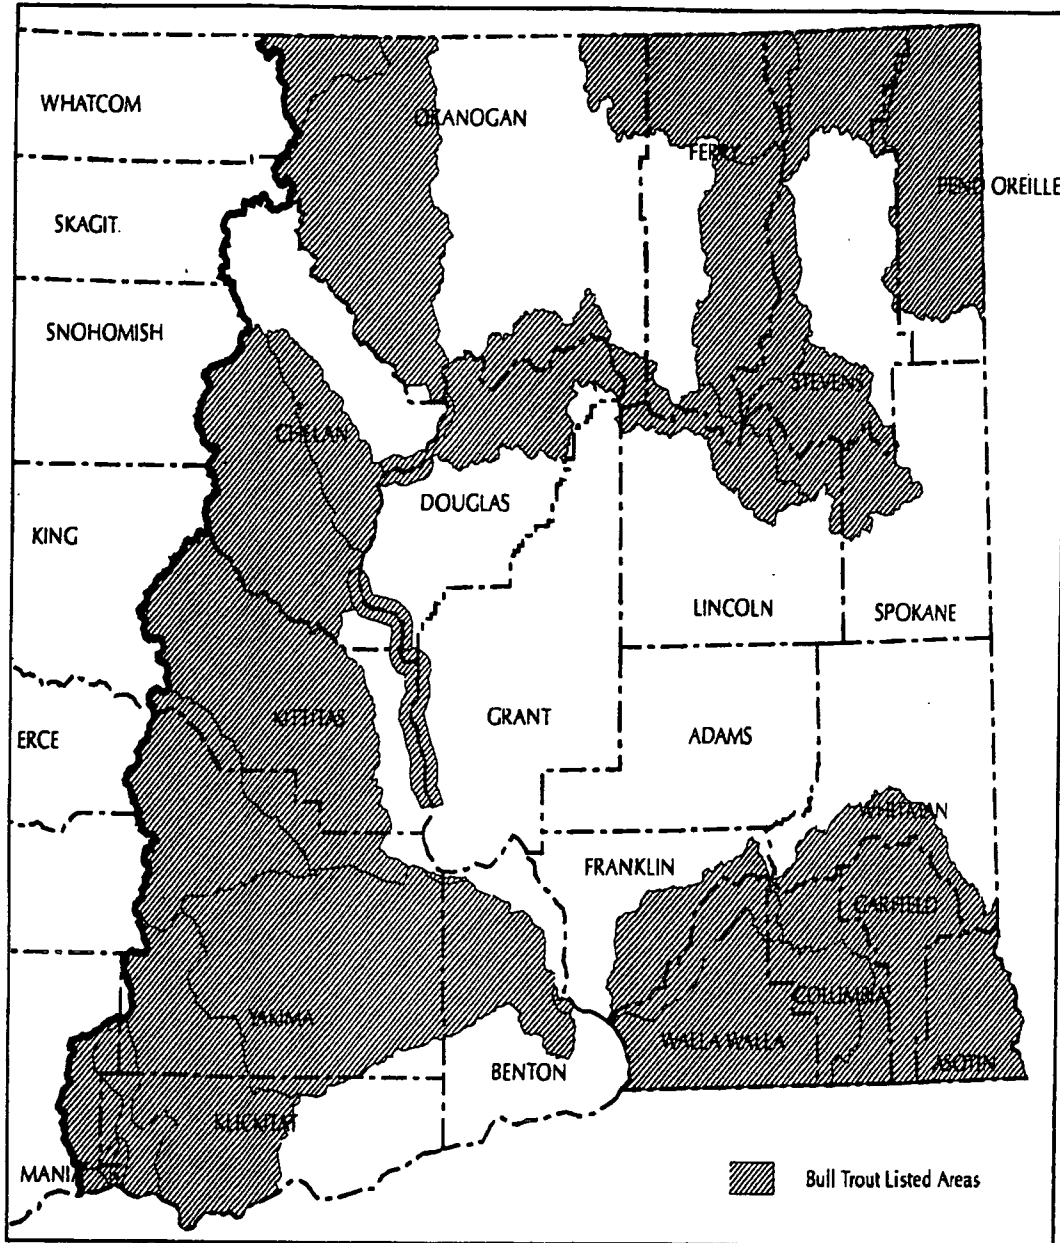 WHATCOM
OKANOGAN
FERRY
PEND OREILLE
SKAGIT
SNOHOMISH
STEVENS
CHELAN
DOUGLAS
KING
LINCOLN
SPOKANE
KITTITAS
GRANT
ERCE
ADAMS
WHITMAN
FRANKLIN
GARFIELD
COLUMBIA
YAKIMA
WALLA WALLA
ASOTIN
BENTON
KLICKITAT
MANIA
Bull Trout Listed Areas